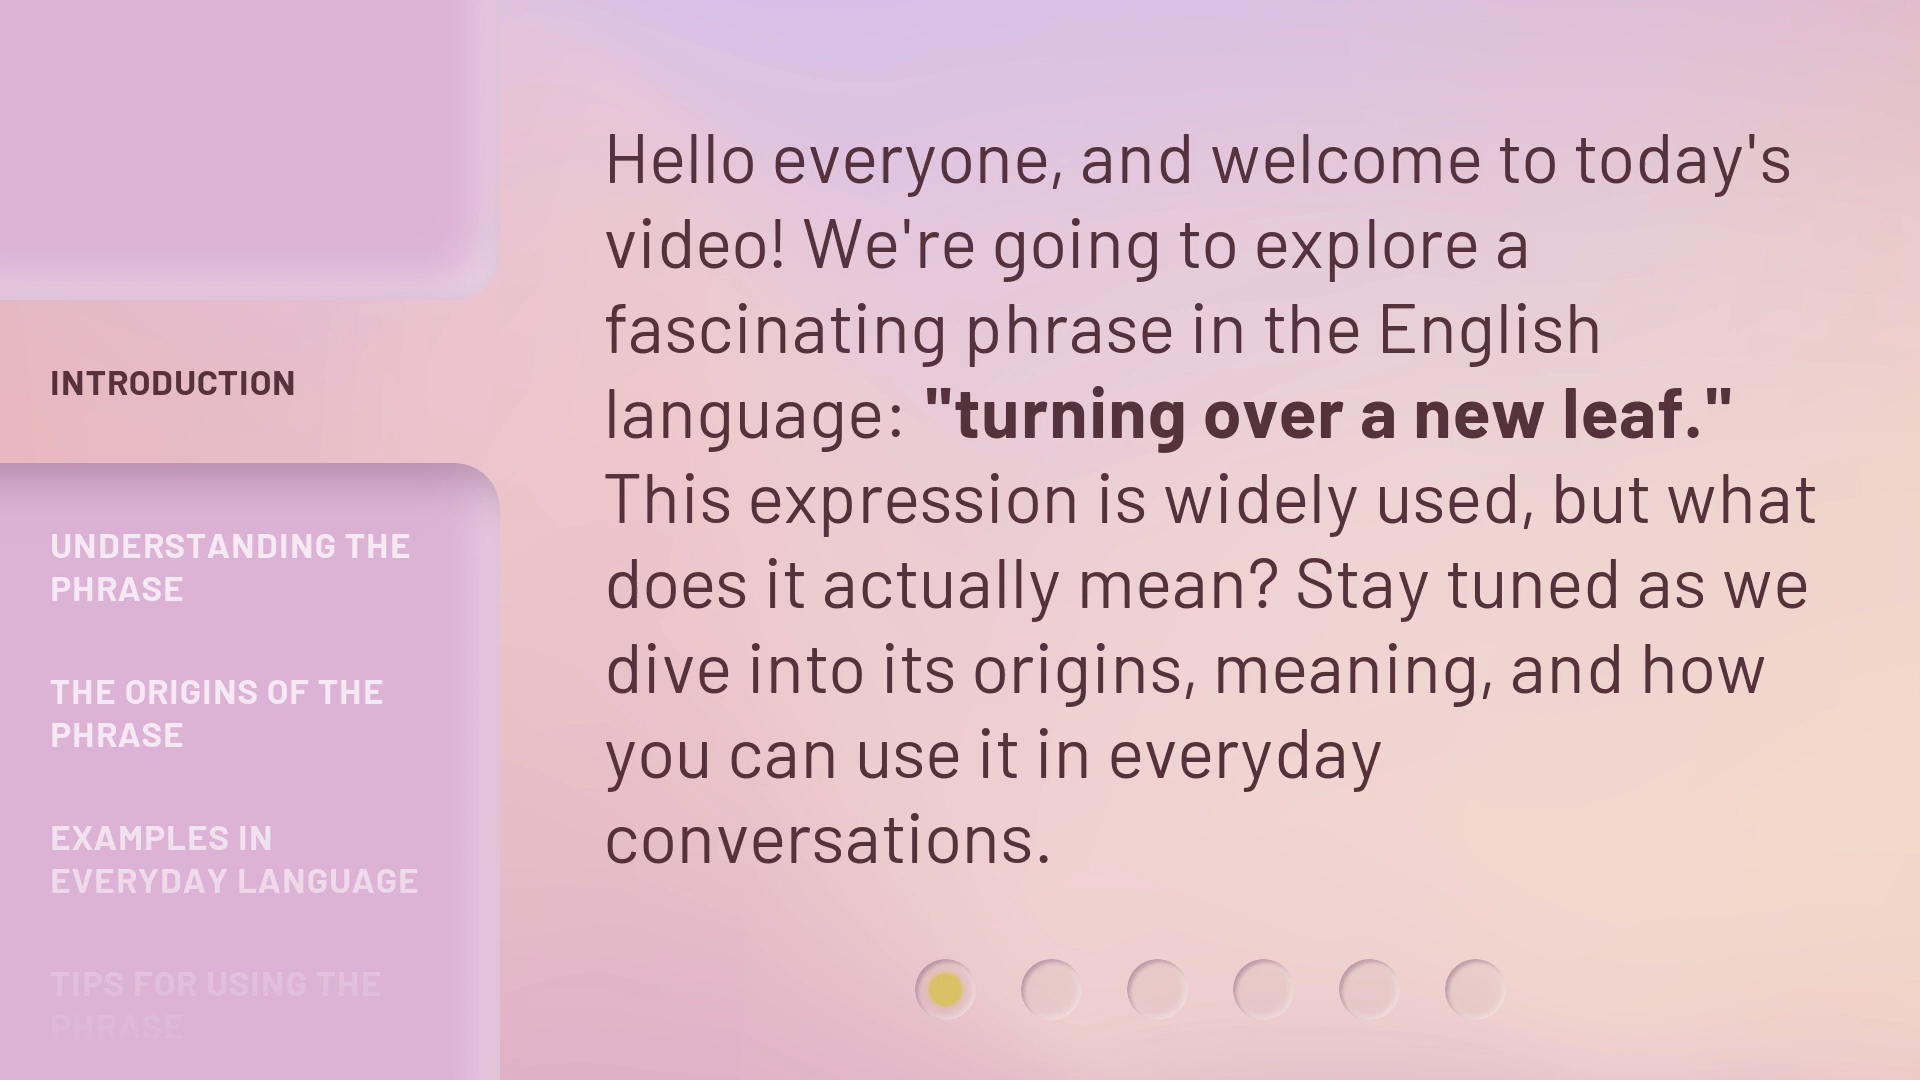 INTRODUCTION
UNDERSTANDING THE
PHRASE
THE ORIGINS OF THE
PHRASE
EXAMPLES IN
EVERYDAY LANGUAGE
TIPS FOR USING THE
PHRASE
Hello everyone, and welcome to today's
video! We're going to explore a
fascinating phrase in the English
language: "turning over a new leaf."
This expression is widely used, but what
does it actually mean? Stay tuned as we
dive into its origins, meaning, and how
you can use it in everyday
conversations.